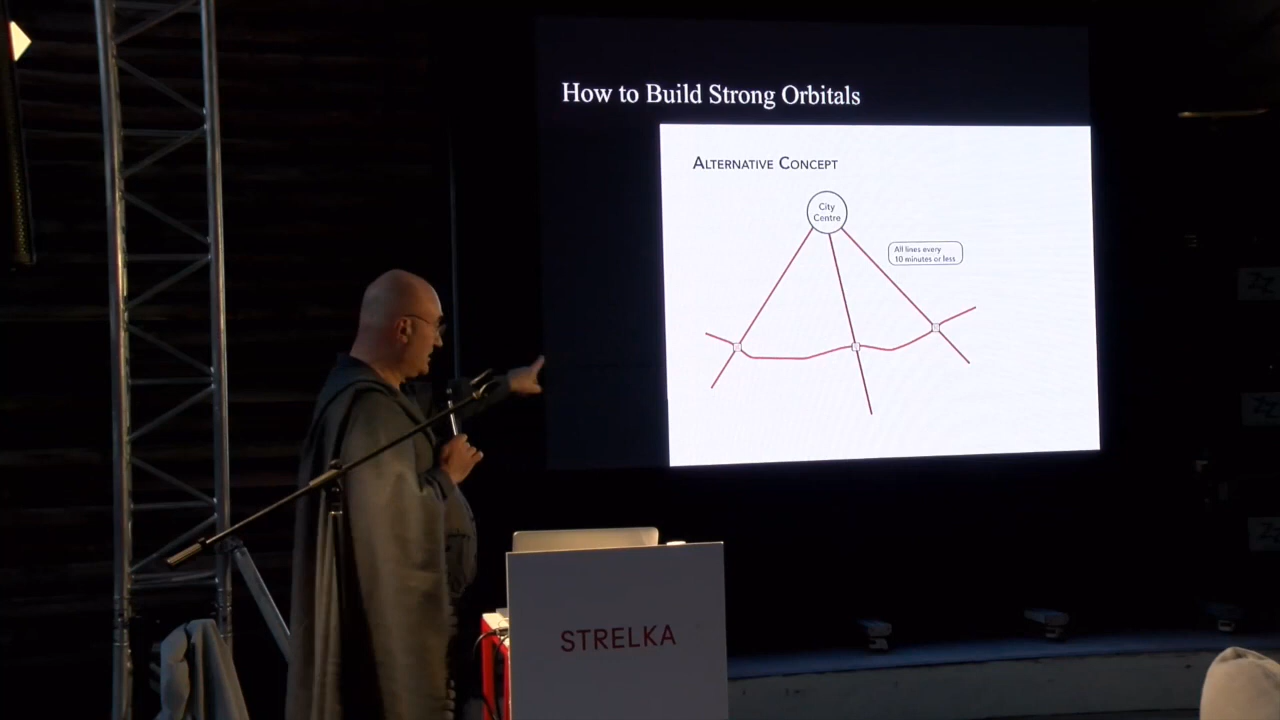 How to Build Strong Orbitals
ALTERNATIVE CONCEPT
City
Centre
All lines every
10 minutes or less
STRELKA